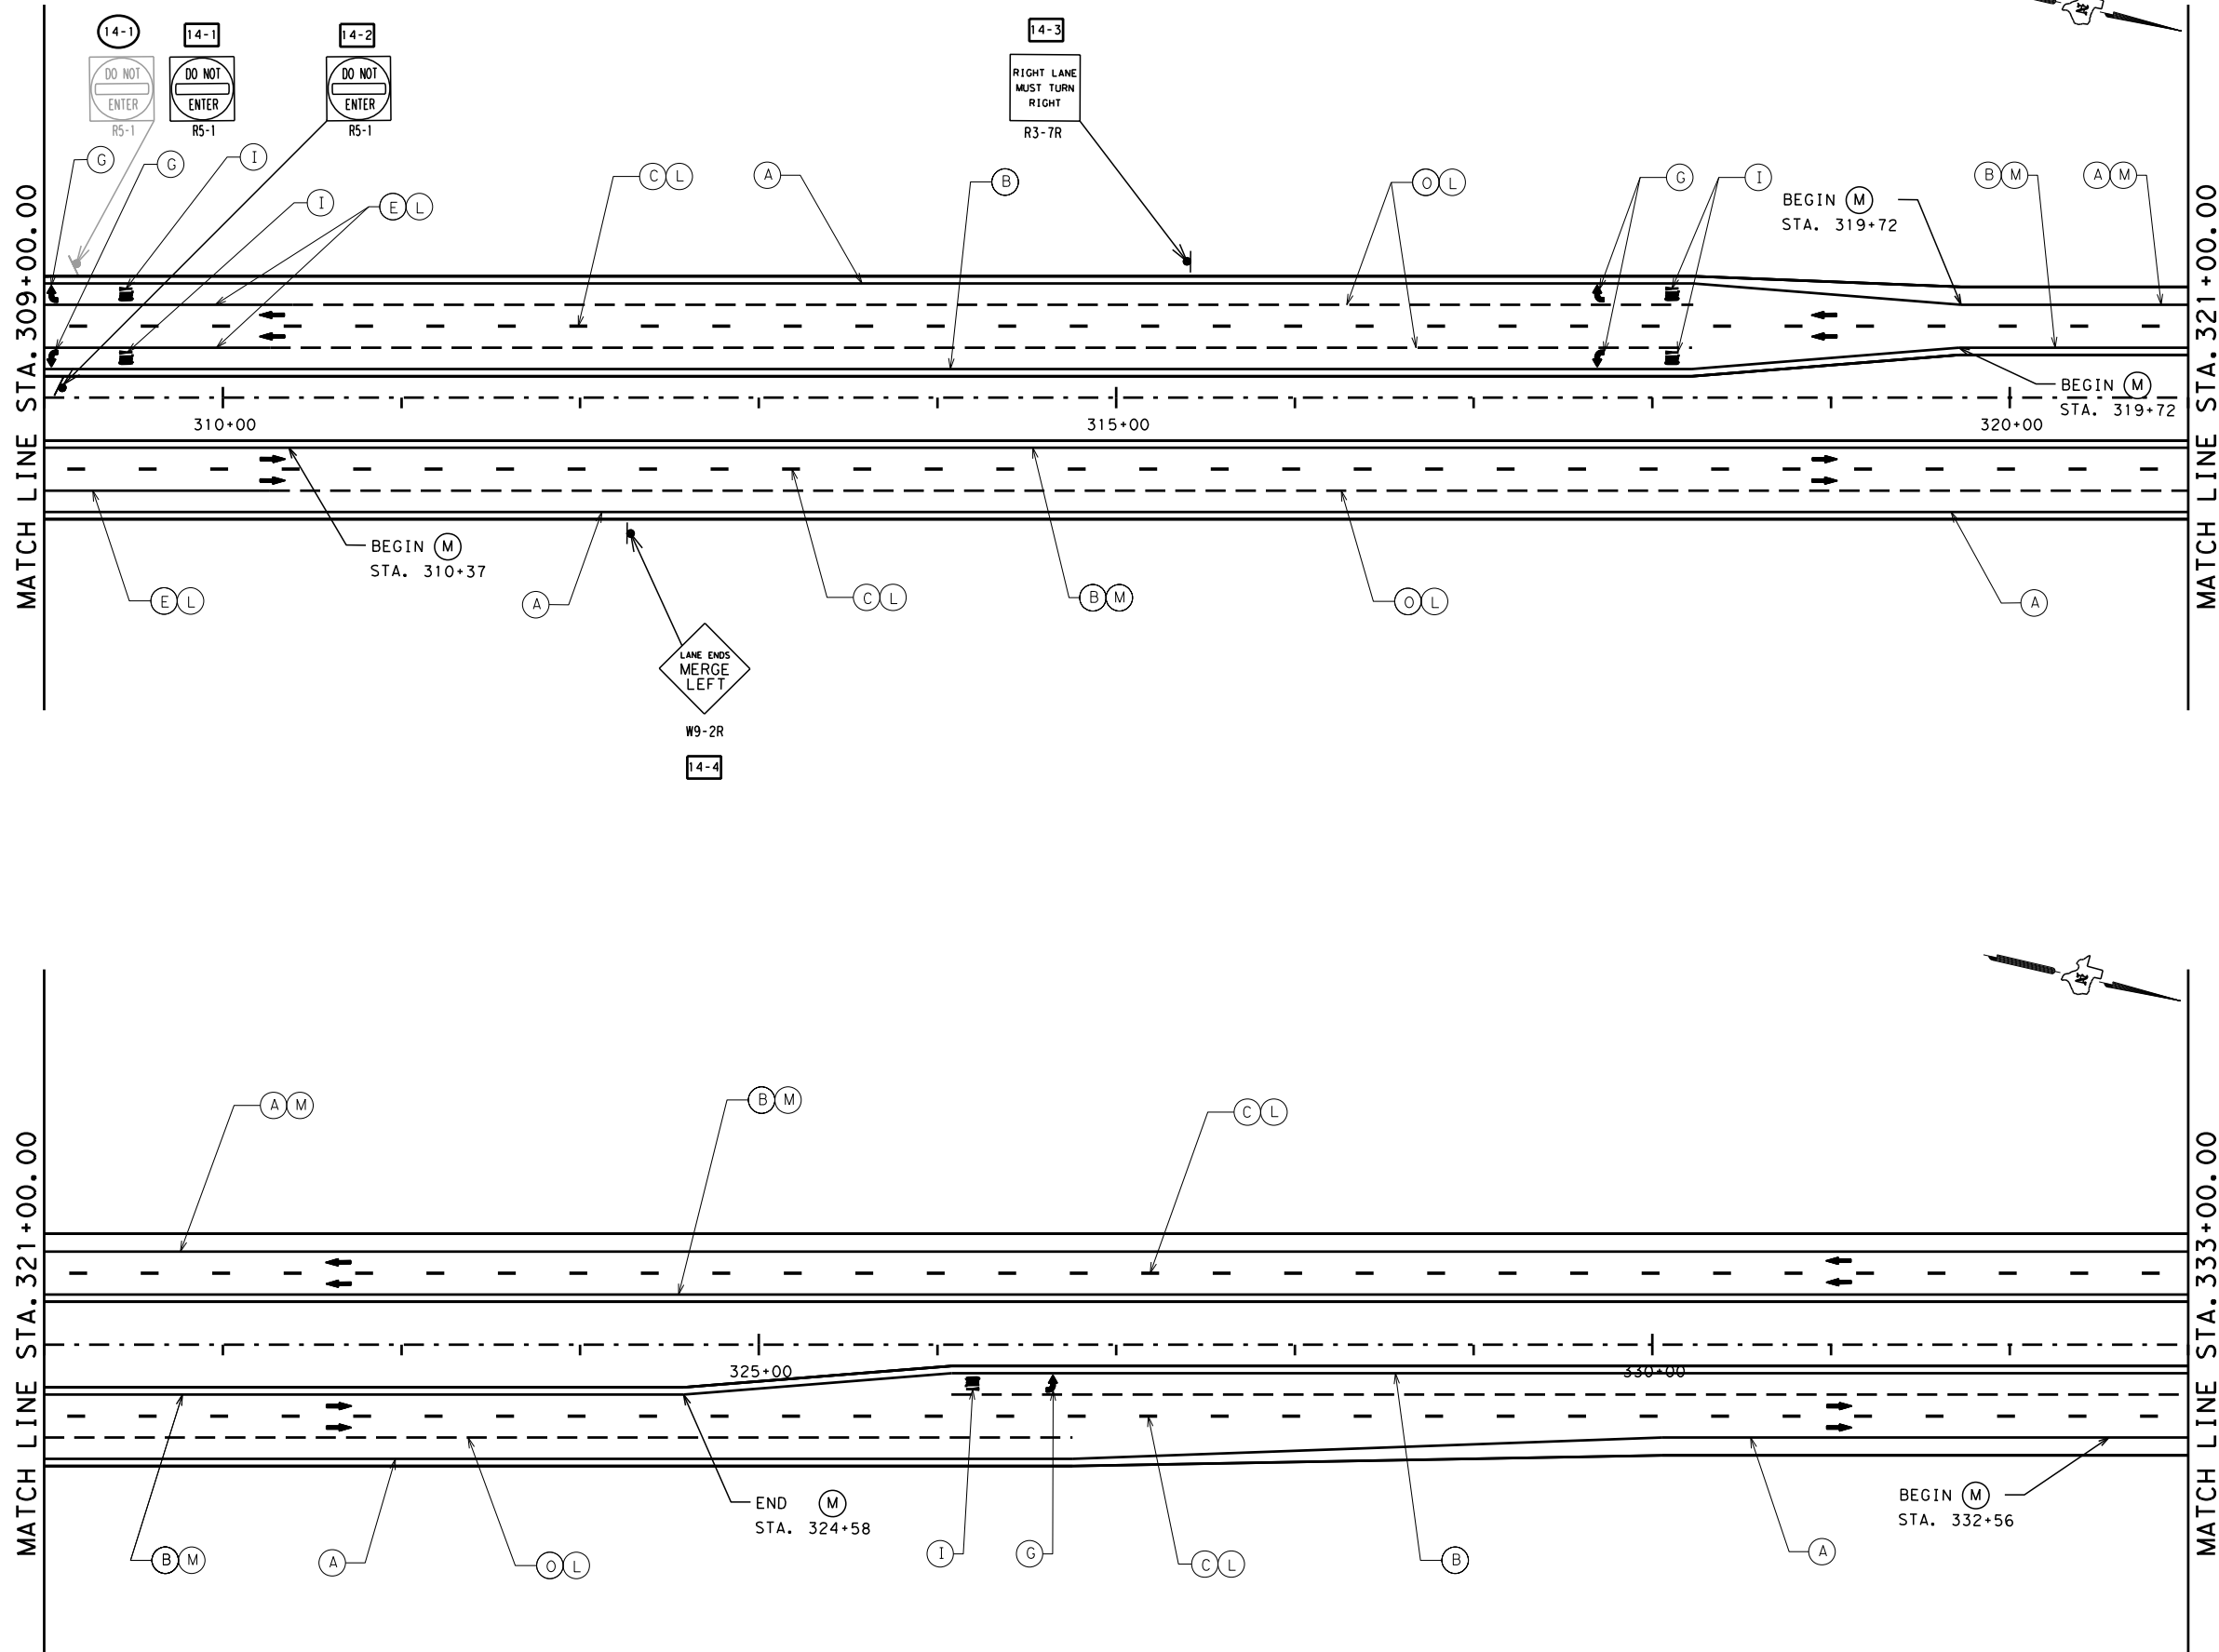 14-1
14-1
14-2
14-3
DO NOT
ENTER
R5-1
DO NOT
ENTER
R5-1
DO NOT
ENTER
R5-1
RIGHT LANE
MUST TURN
RIGHT
R3-7R
G
G
I
I
E L
C L
A
B
O L
G
I
BEGIN M
STA. 319+72
B M
A M
BEGIN M
STA. 319+72
MATCH LINE STA. 309+00.00
MATCH LINE STA. 321+00.00
310+00
315+00
320+00
BEGIN M
STA. 310+37
E L
A
C L
B M
O L
A
LANE ENDS
MERGE
LEFT
W9-2R
14-4
A M
B M
C L
MATCH LINE STA. 321+00.00
MATCH LINE STA. 333+00.00
325+00
330+00
END M
STA. 324+58
BEGIN M
STA. 332+56
B M
A
O L
I
G
C L
B
A